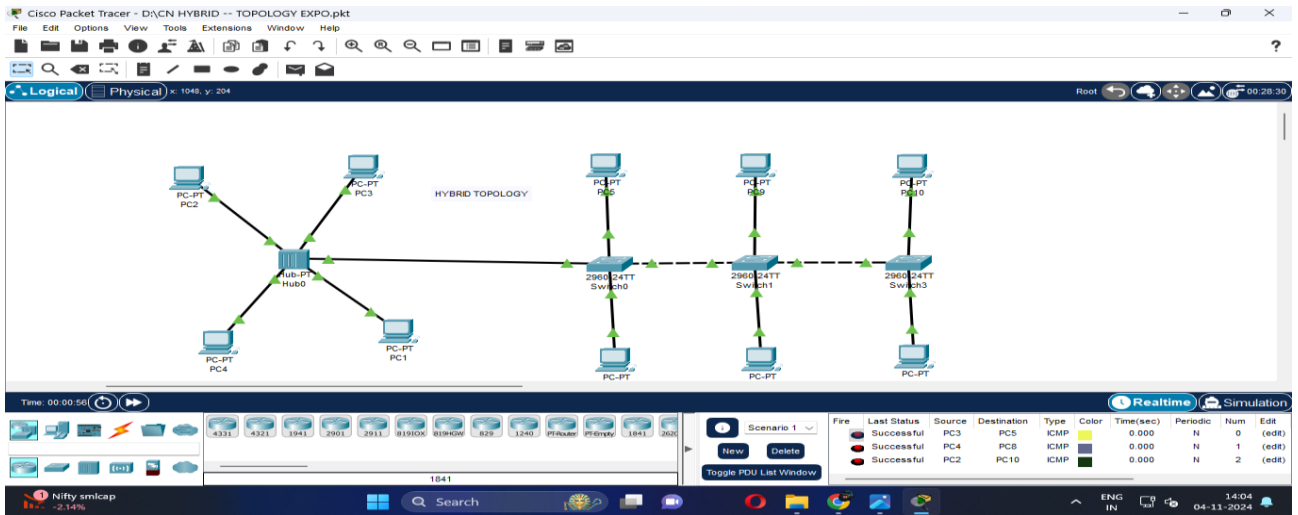 Cisco Packet Tracer - D:\CN HYBRID -- TOPOLOGY EXPO.pkt
File Edit Options View Tools Extensions Window Help
?
Logical Physical x: 1048, y: 204 Root 00:28:30
PC-PT
PC2
PC-PT
PC3
HYBRID TOPOLOGY
PC-PT
PC5
PC-PT
PC9
PC-PT
PC10
Hub-PT
Hub0
2960-24TT
Switch0
2960-24TT
Switch1
2960-24TT
Switch3
PC-PT
PC4
PC-PT
PC1
PC-PT
PC-PT
PC-PT
Time: 00:00:56 Realtime Simulation
4331 4321 1941 2901 2911 819IOX 819HGW 829 1240 PT-Router PT-Empty 1841 2620
1841
Scenario 1
New Delete
Toggle PDU List Window
Fire Last Status Source Destination Type Color Time(sec) Periodic Num Edit
Successful PC3 PC5 ICMP 0.000 N 0 (edit)
Successful PC4 PC8 ICMP 0.000 N 1 (edit)
Successful PC2 PC10 ICMP 0.000 N 2 (edit)
1 Nifty smlcap
-2.14%
Search
ENG
IN
14:04
04-11-2024